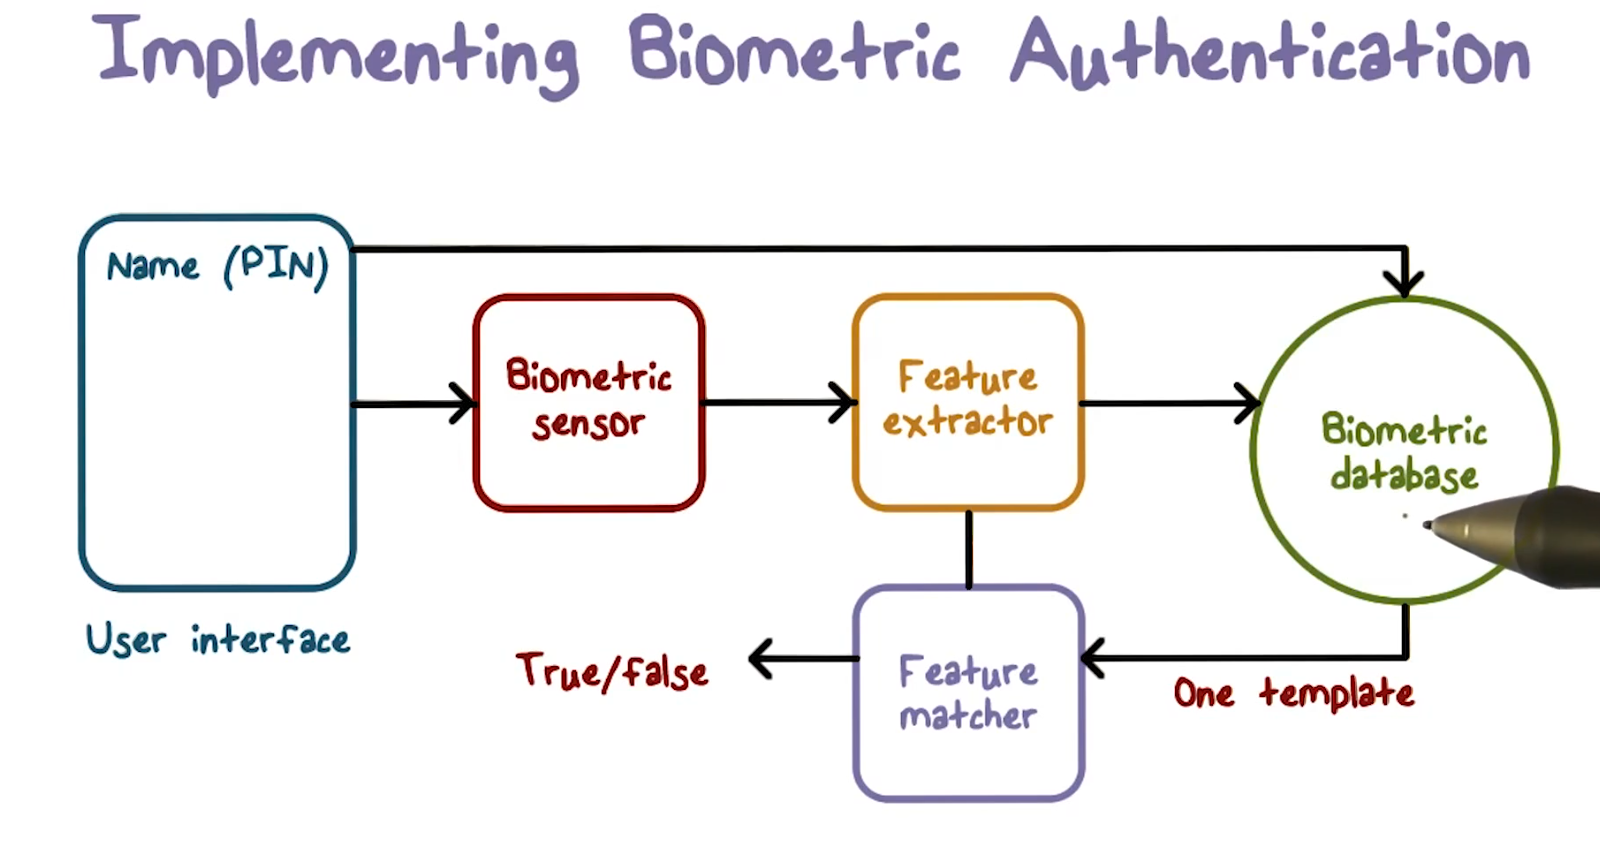 Implementing Biometric Authentication
Name (PIN)
Biometric
sensor
Feature
extractor
Biometric
database
User interface
True/false
Feature
matcher
One template